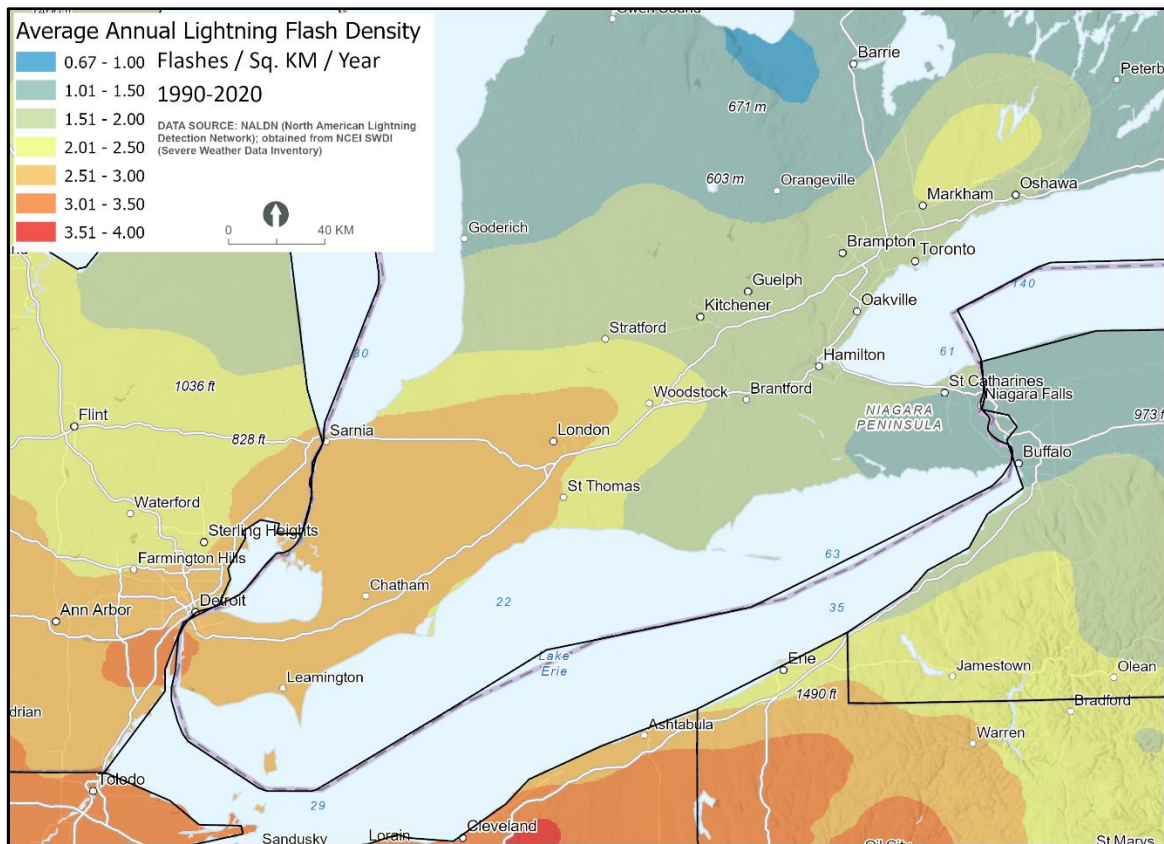 Average Annual Lightning Flash Density
Flashes / Sq. KM / Year
1990-2020
0.67 - 1.00
1.01 - 1.50
1.51 - 2.00
2.01 - 2.50
2.51 - 3.00
3.01 - 3.50
3.51 - 4.00
DATA SOURCE: NALDN (North American Lightning
Detection Network); obtained from NCEI SWDI
(Severe Weather Data Inventory)
0 40 KM
Barrie
Peterb
671 m
603 m
Orangeville
Markham
Oshawa
Goderich
Brampton
Toronto
140
Guelph
Kitchener
Oakville
Stratford
Hamilton
61
1036 ft
Woodstock
Brantford
St Catharines
Niagara Falls
NIAGARA
PENINSULA
973 f
Flint
828 ft
Sarnia
London
Buffalo
St Thomas
Waterford
Sterling Heights
Farmington Hills
63
Chatham
22
35
Ann Arbor
Detroit
Lake
Erie
Erie
Jamestown
Olean
Leamington
1490 ft
Bradford
drian
Ashtabula
Warren
Toledo
29
Sandusky
Lorain
Cleveland
St Marys